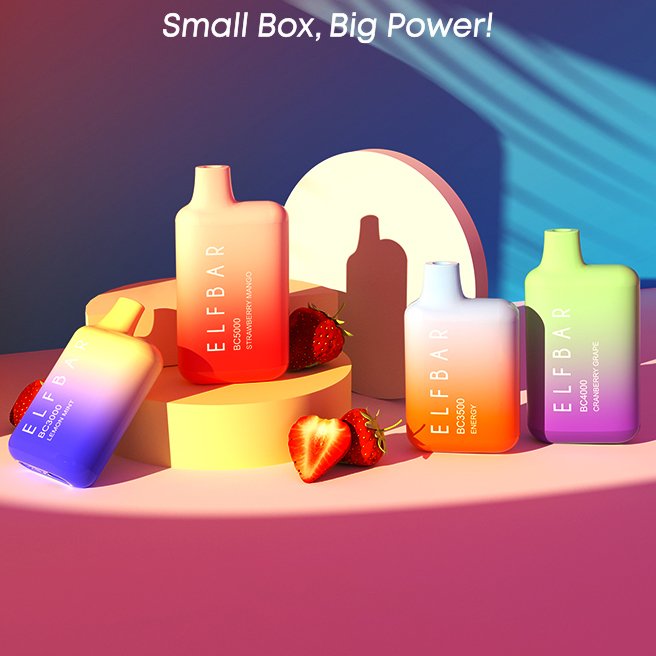 Small Box, Big Power!
ELFBAR
BC3000
LEMON MINT
ELFBAR
BC5000
STRAWBERRY MANGO
ELFBAR
BC3500
ENERGY
ELFBAR
BC4000
CRANBERRY GRAPE